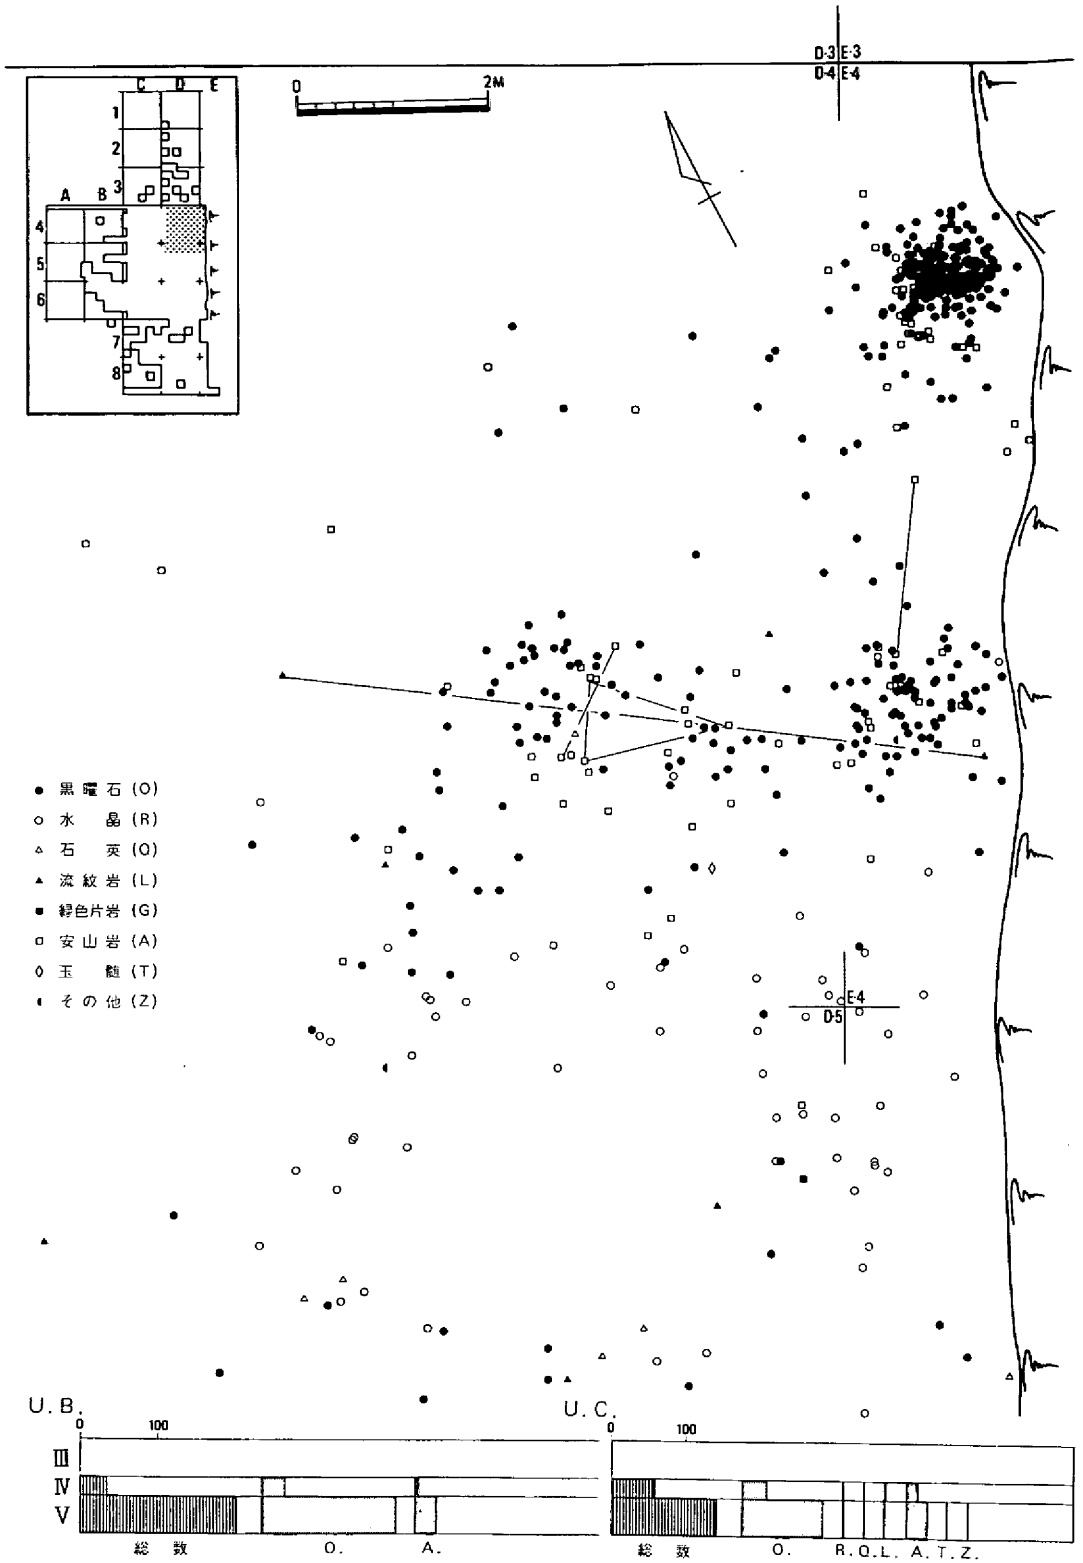 D-3 E-3
D-4 E-4
C D E
1
2
3
A B
4
5
6
7
8
0 2M
● 黒曜石 (O)
○ 水晶 (R)
△ 石英 (Q)
▲ 流紋岩 (L)
■ 緑色片岩 (G)
□ 安山岩 (A)
◊ 玉髄 (T)
その他 (Z)
E-4
D-5
U.B.
0 100
III
IV
V
総数 O. A.
U.C.
0 100
総数 O. R. Q. L. A. T. Z.